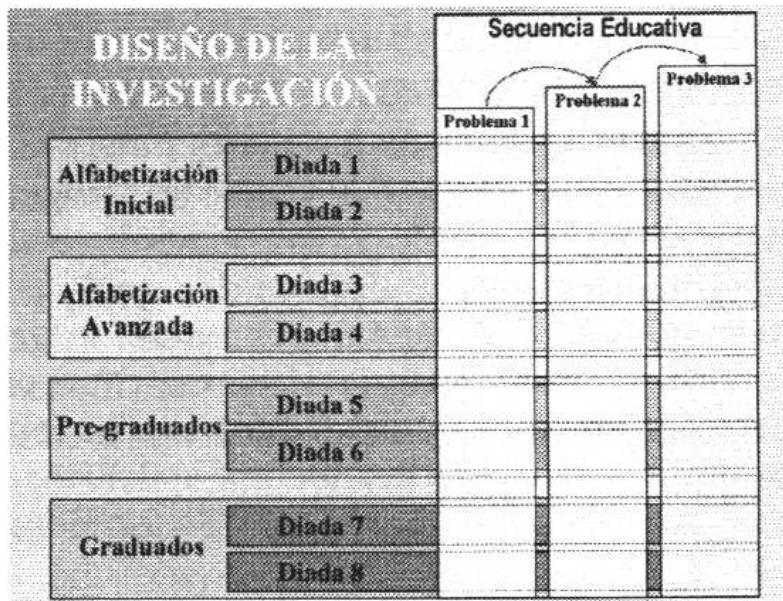 DISEÑO DE LA
INVESTIGACIÓN
Secuencia Educativa
Problema 1
Problema 2
Problema 3
Alfabetización
Inicial
Diada 1
Diada 2
Alfabetización
Avanzada
Diada 3
Diada 4
Pre-graduados
Diada 5
Diada 6
Graduados
Diada 7
Diada 8